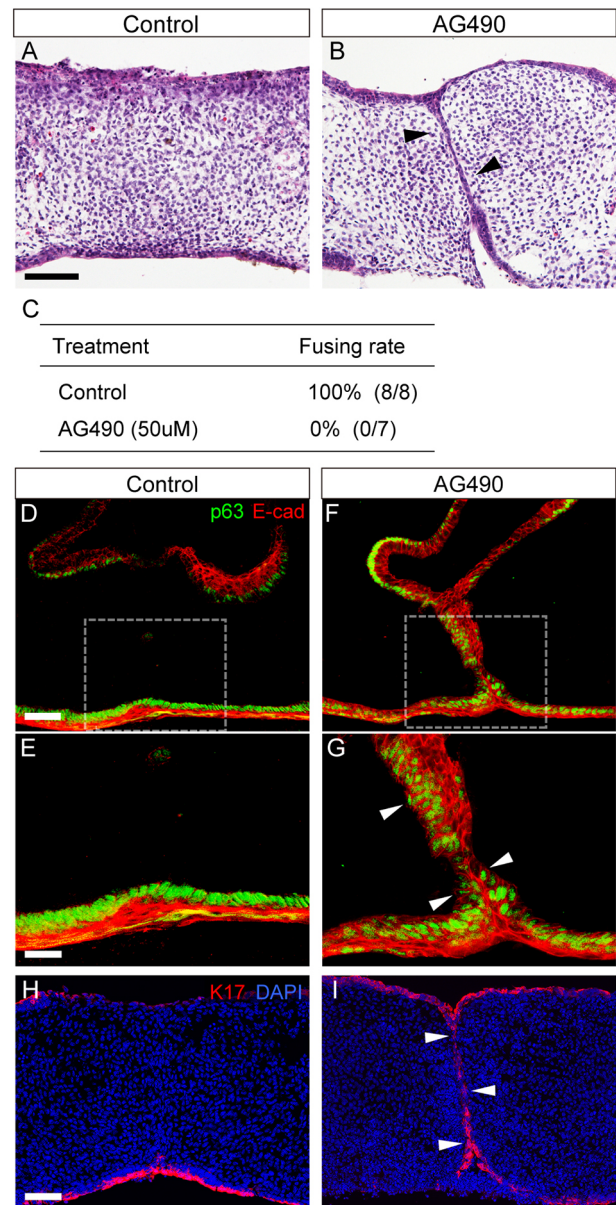 Control AG490
A B
C
Treatment Fusing rate
Control 100% (8/8)
AG490 (50uM) 0% (0/7)
Control AG490
D p63 E-cad F
E G
H K17 DAPI I